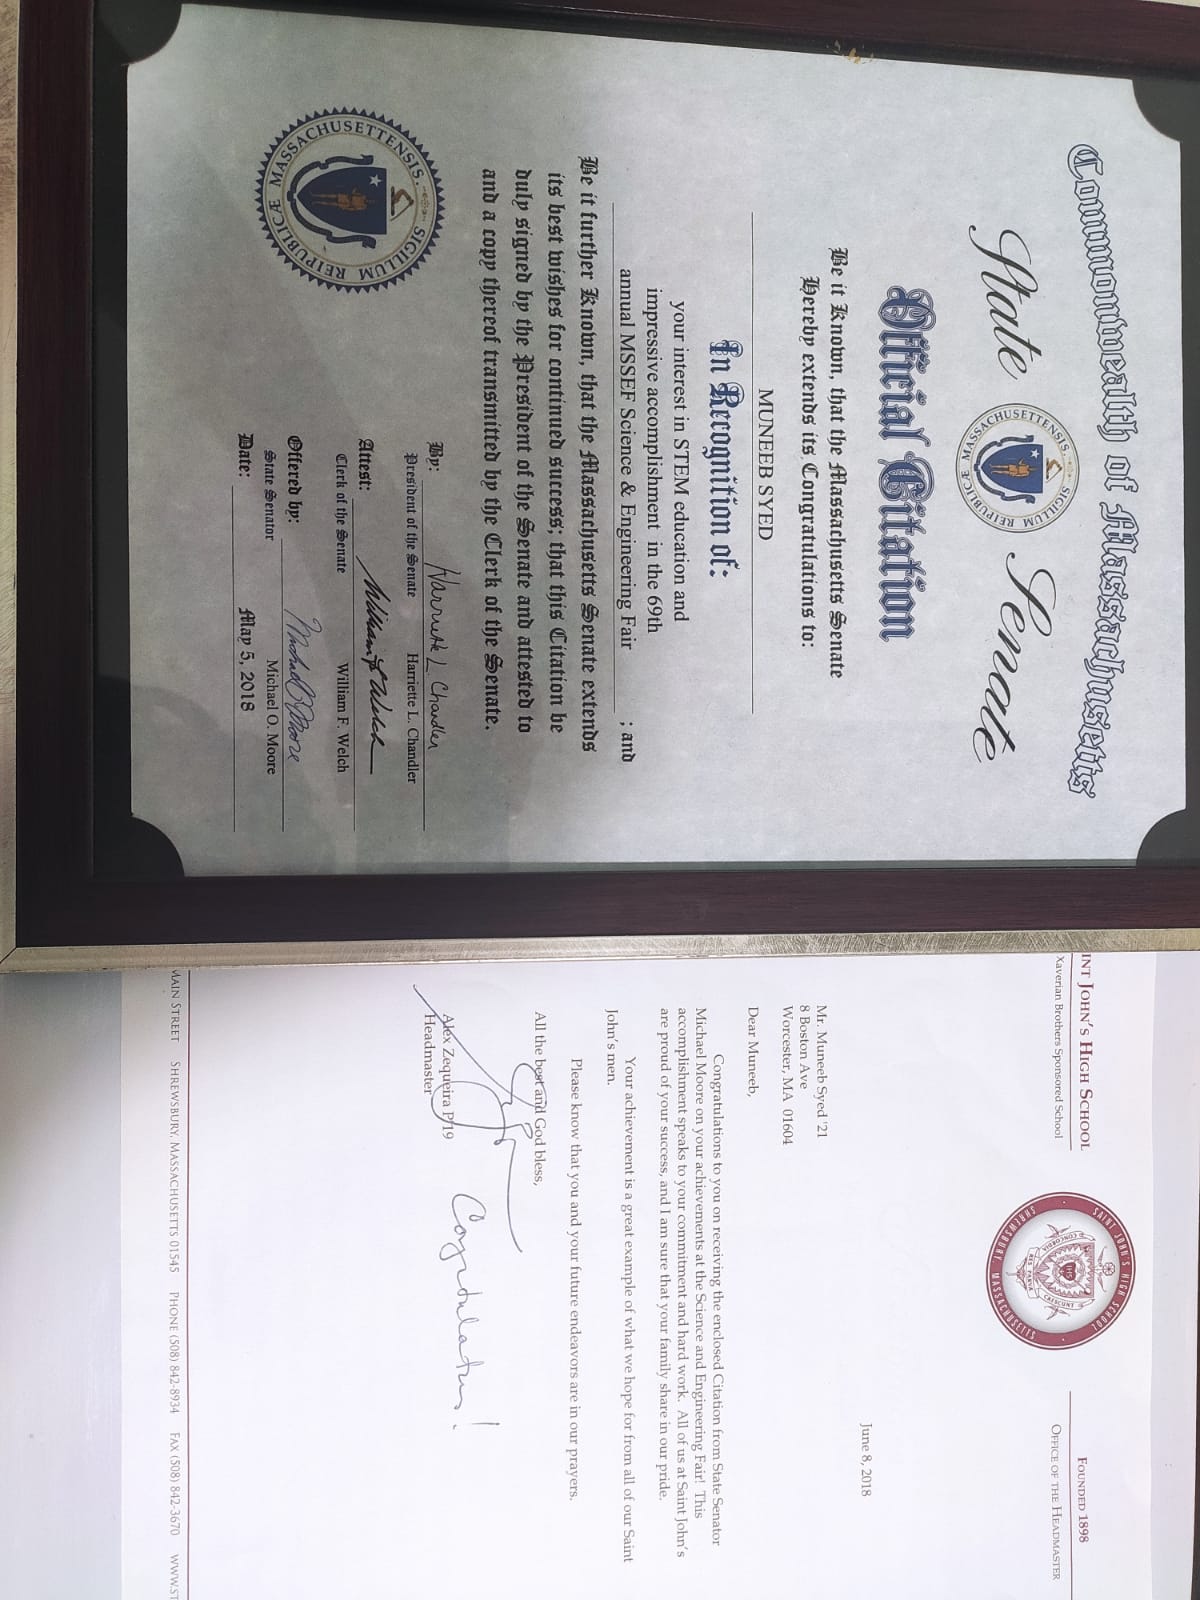 Commonwealth of Massachusetts
State Senate
SIGILLUM REIPUBLICÆ MASSACHUSETTENSIS.
Official Citation
Be it Known, that the Massachusetts Senate
Hereby extends its Congratulations to:
MUNEEB SYED
In Recognition of:
your interest in STEM education and
impressive accomplishment in the 69th
annual MSSEF Science & Engineering Fair ; and
Be it further Known, that the Massachusetts Senate extends
its best wishes for continued success; that this Citation be
duly signed by the President of the Senate and attested to
and a copy thereof transmitted by the Clerk of the Senate.
By: Harriette L. Chandler
President of the Senate Harriette L. Chandler
Attest: William F. Welch
Clerk of the Senate William F. Welch
Offered by: Michael O. Moore
State Senator Michael O. Moore
Date: May 5, 2018
SIGILLUM REIPUBLICÆ MASSACHUSETTENSIS.
INT JOHN'S HIGH SCHOOL
Xaverian Brothers Sponsored School
SAINT JOHN'S HIGH SCHOOL
SHREWSBURY, MASSACHUSETTS
CONCORDIA RES PARVA CRESCUNT
IHS
FOUNDED 1898
OFFICE OF THE HEADMASTER
June 8, 2018
Mr. Muneeb Syed '21
8 Boston Ave
Worcester, MA 01604
Dear Muneeb,
Congratulations to you on receiving the enclosed Citation from State Senator
Michael Moore on your achievements at the Science and Engineering Fair! This
accomplishment speaks to your commitment and hard work. All of us at Saint John's
are proud of your success, and I am sure that your family share in our pride.
Your achievement is a great example of what we hope for from all of our Saint
John's men.
Please know that you and your future endeavors are in our prayers.
All the best and God bless,
Congratulations!
Alex Zequeira P'19
Headmaster
MAIN STREET SHREWSBURY, MASSACHUSETTS 01545 PHONE (508) 842-8934 FAX (508) 842-3670 WWW.ST